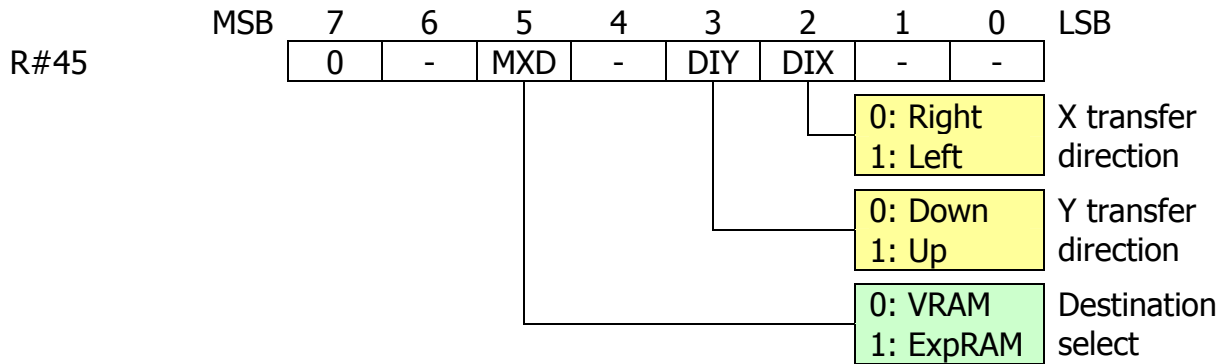 MSB 7 6 5 4 3 2 1 0 LSB
R#45 0 - MXD - DIY DIX - -
0: Right X transfer
1: Left direction
0: Down Y transfer
1: Up direction
0: VRAM Destination
1: ExpRAM select